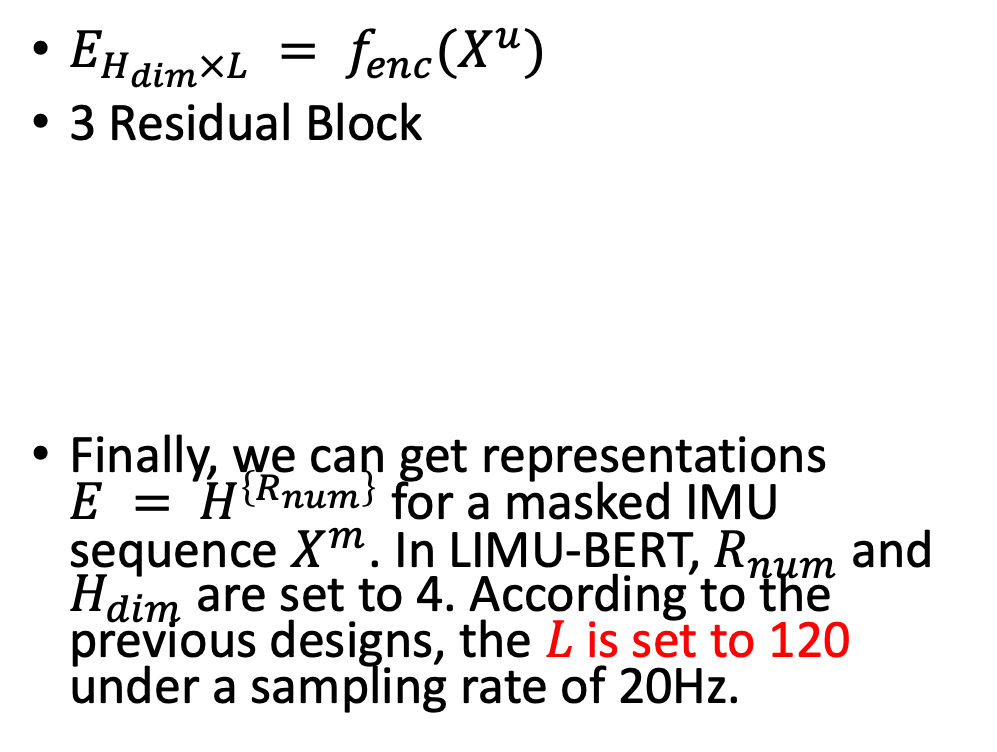 • $E_{H_{dim} \times L} = f_{enc}(X^u)$
• 3 Residual Block
• Finally, we can get representations
$E = H^{\{R_{num}\}}$ for a masked IMU
sequence $X^m$. In LIMU-BERT, $R_{num}$ and
$H_{dim}$ are set to 4. According to the
previous designs, the $L$ is set to 120
under a sampling rate of 20Hz.